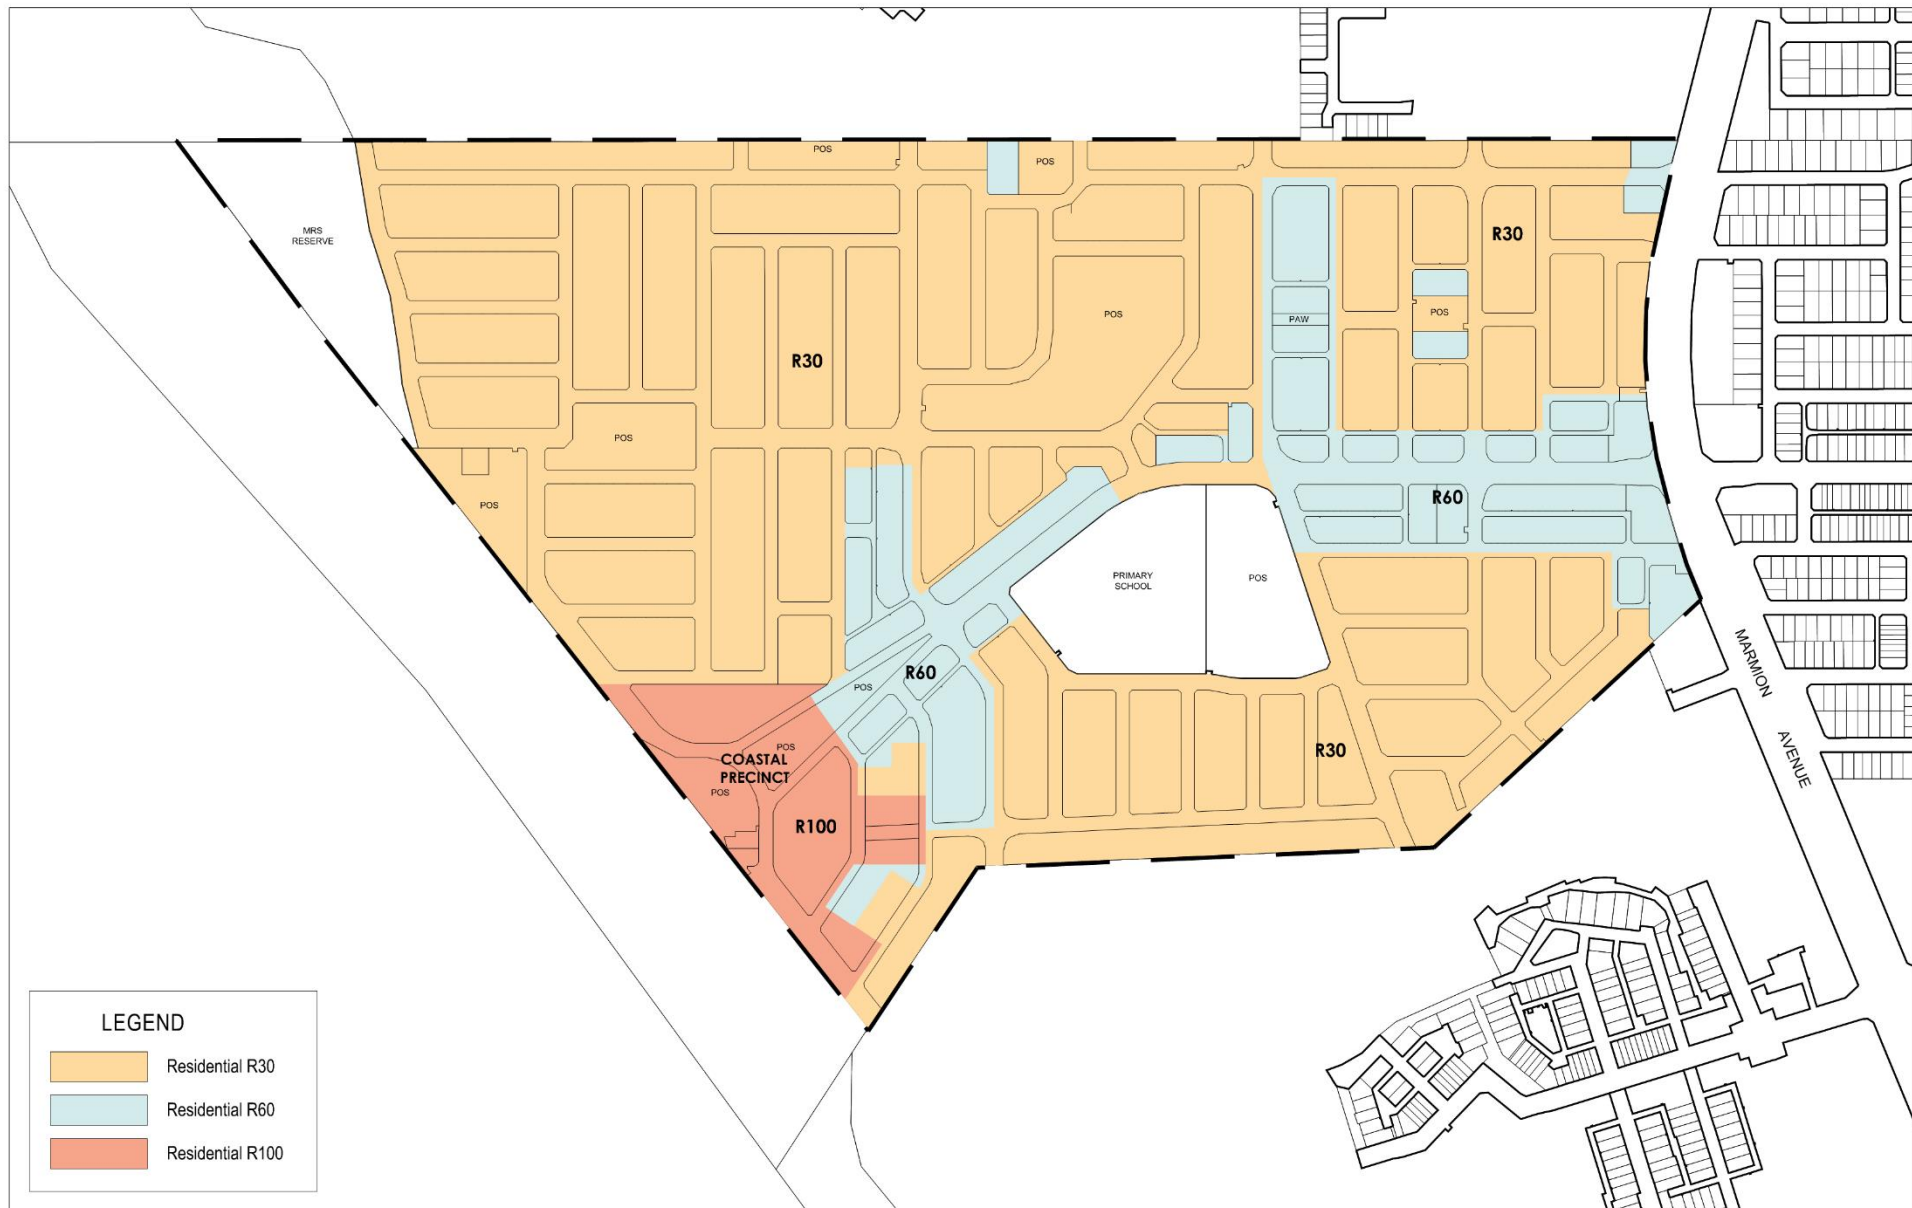 POS
POS
MRS
RESERVE
R30
POS
PAW
POS
R30
POS
POS
R60
PRIMARY
SCHOOL
POS
MARMION
AVENUE
R60
POS
POS
COASTAL
PRECINCT
POS
R30
R100
LEGEND
Residential R30
Residential R60
Residential R100